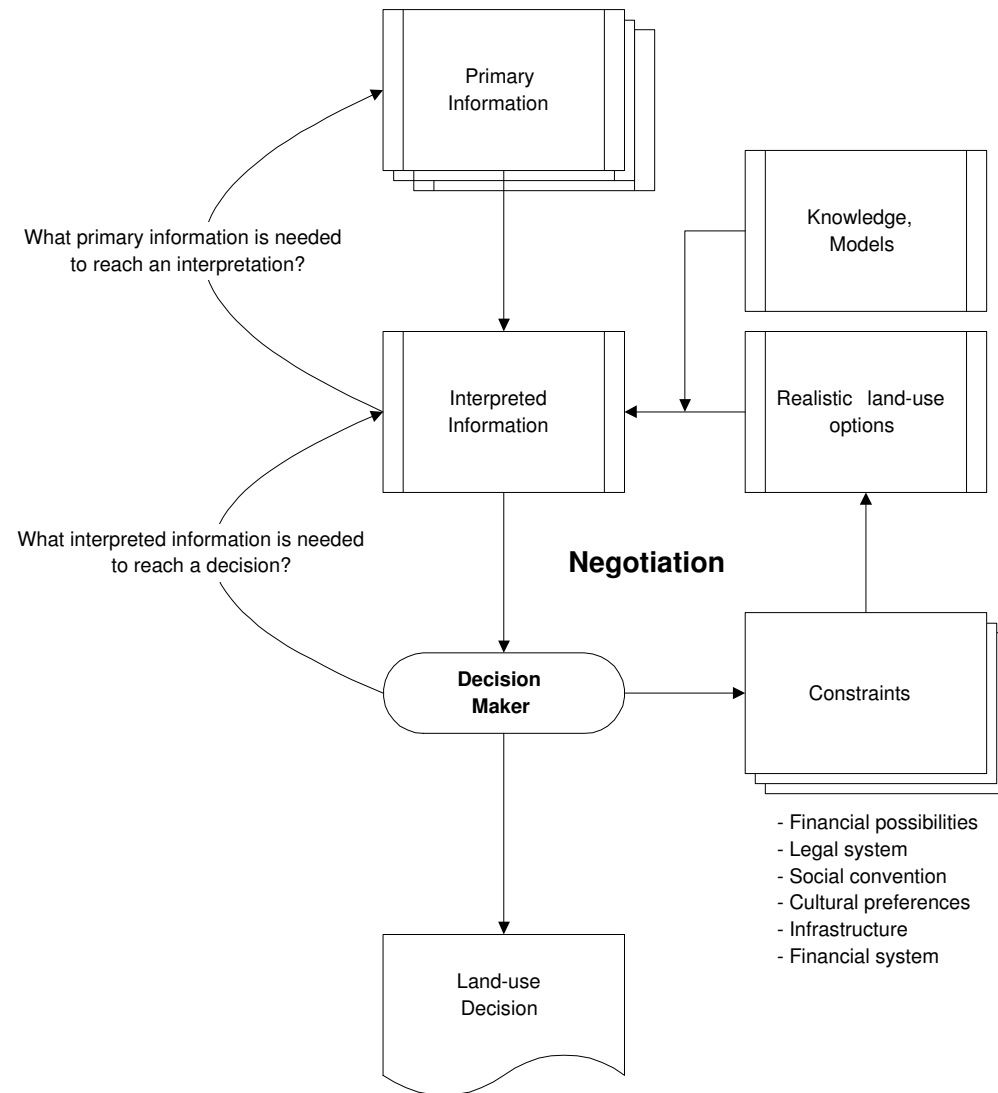 Primary
Information
Knowledge,
Models
What primary information is needed
to reach an interpretation?
Interpreted
Information
Realistic land-use
options
What interpreted information is needed
to reach a decision?
Negotiation
Decision
Maker
Constraints
- Financial possibilities
- Legal system
- Social convention
- Cultural preferences
- Infrastructure
- Financial system
Land-use
Decision